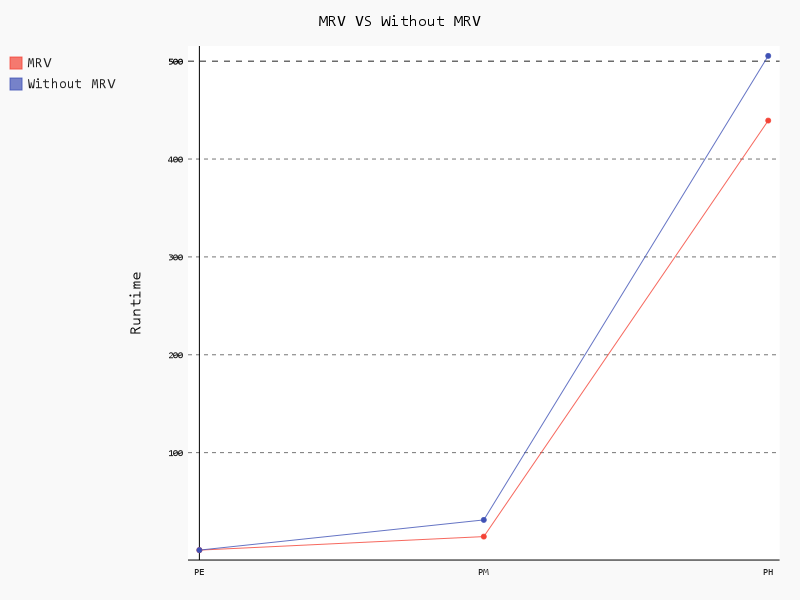 MRV VS Without MRV
MRV
Without MRV
Runtime
500
400
300
200
100
PE
PM
PH